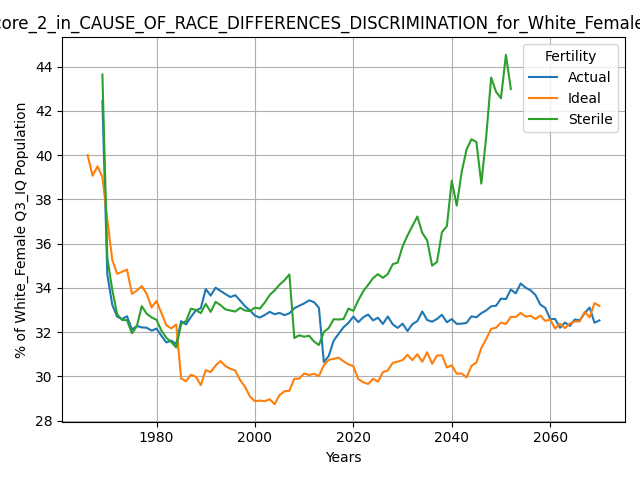 core_2_in_CAUSE_OF_RACE_DIFFERENCES_DISCRIMINATION_for_White_Female
Fertility
Actual
Ideal
Sterile
% of White_Female Q3_IQ Population
44
42
40
38
36
34
32
30
28
1980
2000
2020
2040
2060
Years